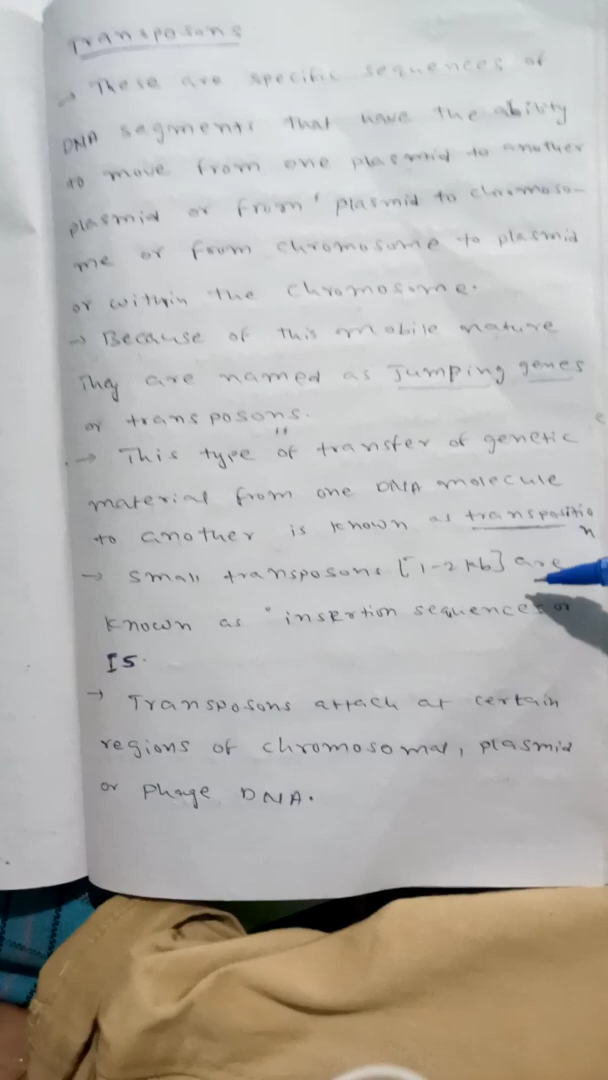 Transposons
→ These are specific sequences of
DNA segments that have the ability
to move from one plasmid to another
plasmid or from plasmid to chromoso-
me or from chromosome to plasmid
or within the chromosome.
→ Because of this mobile nature
They are named as Jumping genes
or transposons.
→ This type of transfer of genetic
material from one DNA molecule
to another is known as transpositio
n
→ small transposons [1-2 kb] are
known as insertion sequences or
IS.
→ Transposons attach at certain
regions of chromosomal, plasmid
or phage DNA.